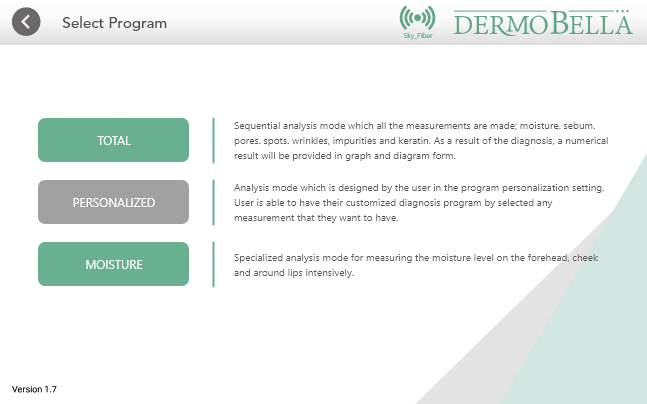 Select Program
Sky_Fiber
DERMOBELLA
TOTAL
Sequential analysis mode which all the measurements are made; moisture. sebum.
pores. spots. wrinkles, impurities and keratin. As a result of the diagnosis, a numerical
result will be provided in graph and diagram form.
PERSONALIZED
Analysis mode which is designed by the user in the program personalization setting.
User is able to have their customized diagnosis program by selected any
measurement that they want to have.
MOISTURE
Specialized analysis mode for measuring the moisture level on the forehead, cheek
and around lips intensively.
Version 1.7